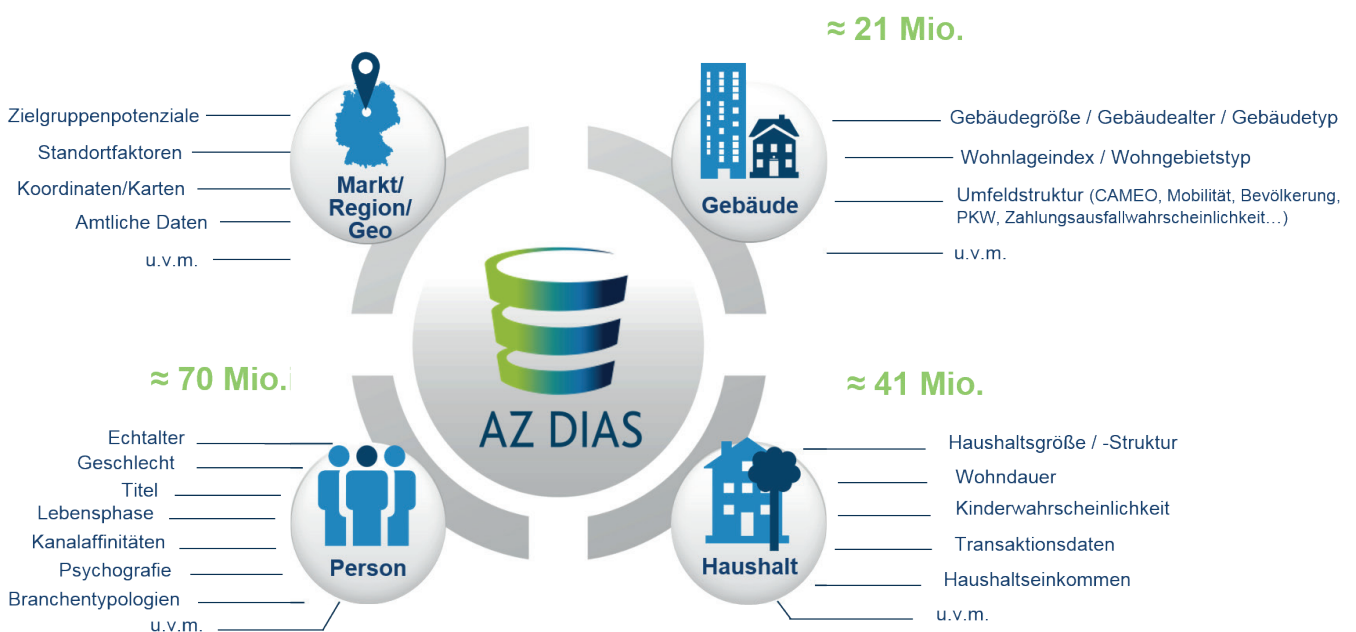 ≈ 21 Mio.
Zielgruppenpotenziale
Standortfaktoren
Koordinaten/Karten
Amtliche Daten
u.v.m.
Markt/
Region/
Geo
Gebäude
Gebäudegröße / Gebäudealter / Gebäudetyp
Wohnlageindex / Wohngebietstyp
Umfeldstruktur (CAMEO, Mobilität, Bevölkerung,
PKW, Zahlungsausfallwahrscheinlichkeit…)
u.v.m.
AZ DIAS
≈ 70 Mio.
Echtalter
Geschlecht
Titel
Lebensphase
Kanalaffinitäten
Psychografie
Branchentypologien
u.v.m.
Person
≈ 41 Mio.
Haushalt
Haushaltsgröße / -Struktur
Wohndauer
Kinderwahrscheinlichkeit
Transaktionsdaten
Haushaltseinkommen
u.v.m.